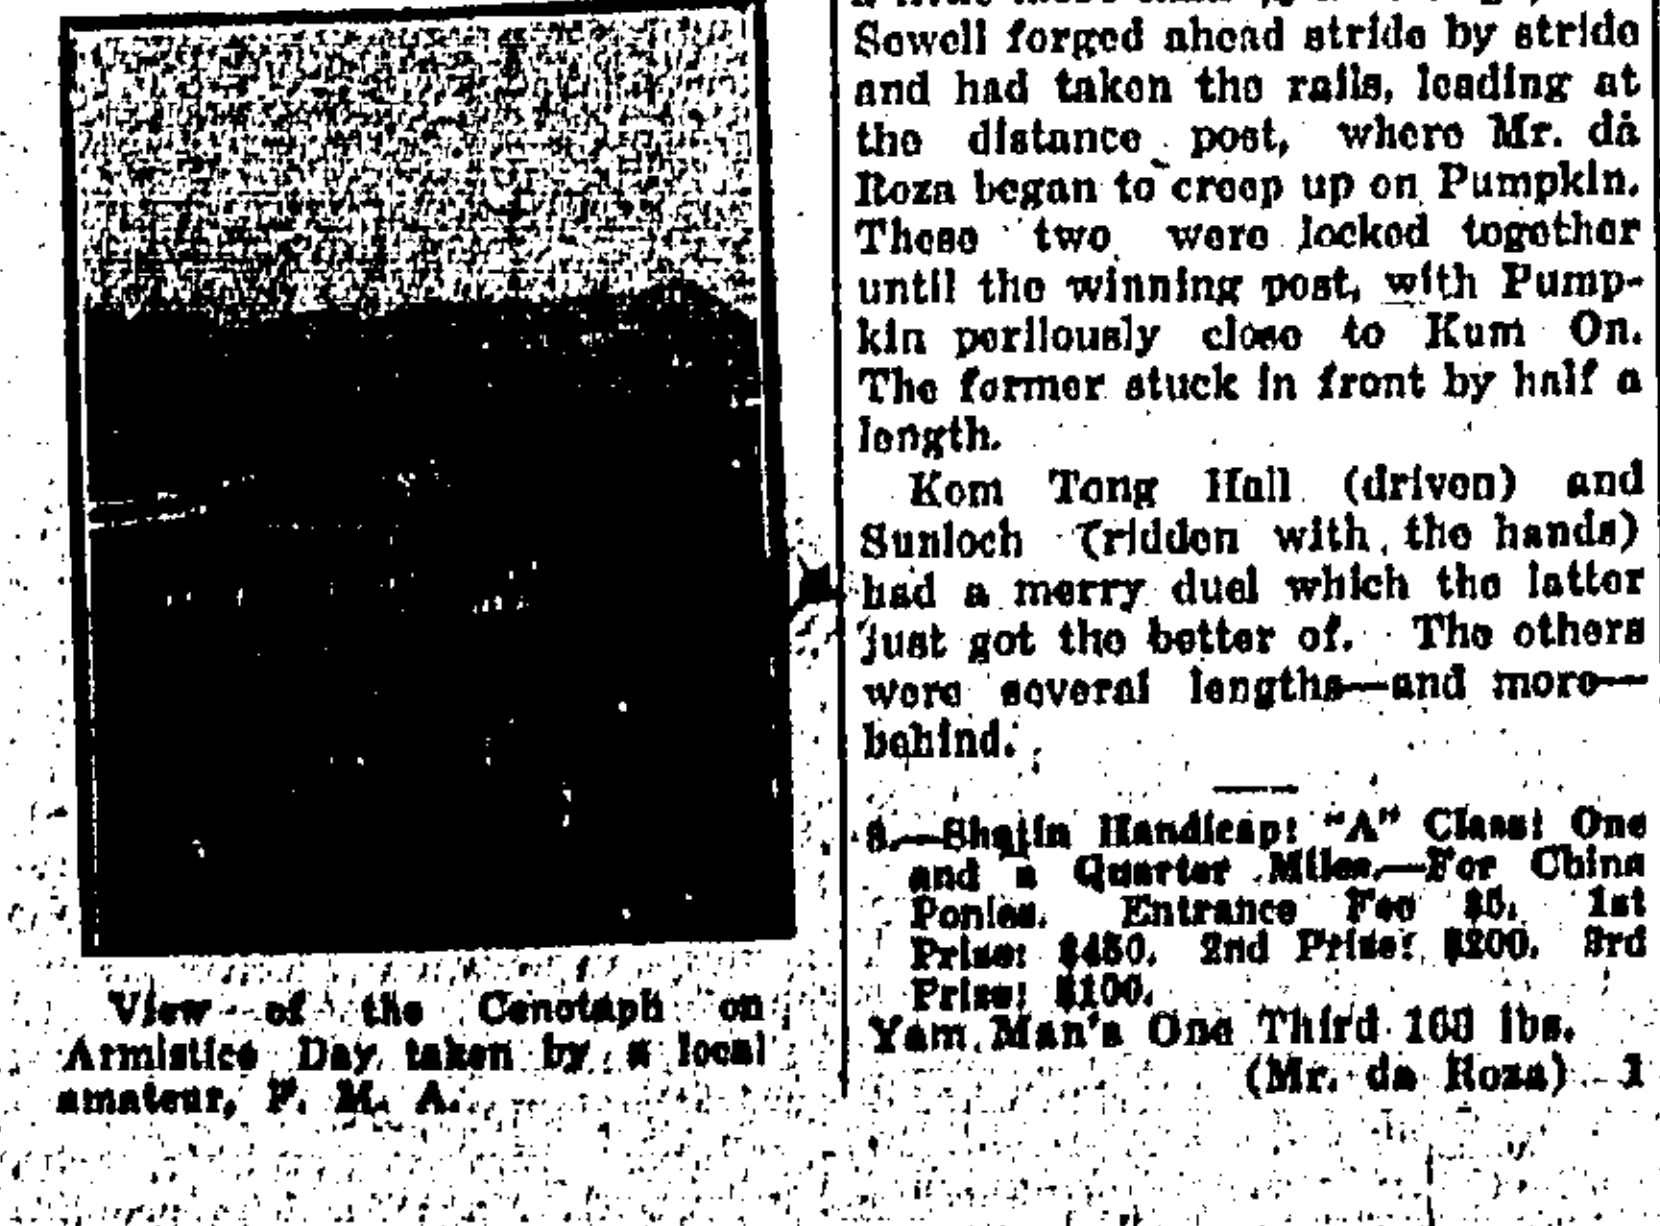 View of the Cenotaph on
Armistice Day taken by a local
amateur, F. M. A.
Sewell forged ahead stride by stride
and had taken the rails, leading at
the distance post, where Mr. da
Roza began to creep up on Pumpkin.
These two were locked together
until the winning post, with Pump-
kin perilously close to Kum On.
The former stuck in front by half a
length.
Kom Tong Hall (driven) and
Sunloch (ridden with the hands)
had a merry duel which the latter
just got the better of. The others
were several lengths—and more—
behind.
8.—Shatin Handicap: "A" Class: One
and a Quarter Miles.—For China
Ponies. Entrance Fee $5. 1st
Prize: $450. 2nd Prize: $200. 3rd
Prize: $100.
Yam Man's One Third 163 lbs.
(Mr. da Roza) 1